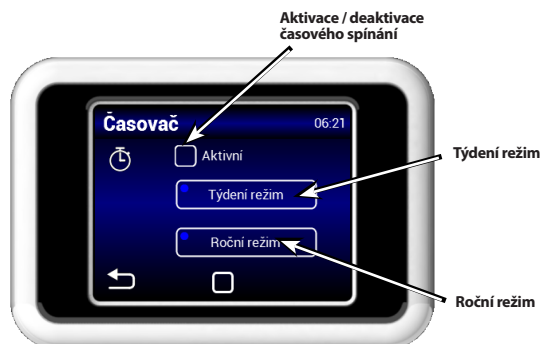 Aktivace / deaktivace
časového spínání
Časovač
06:21
Aktivní
Týdení režim
Týdení režim
Roční režim
Roční režim